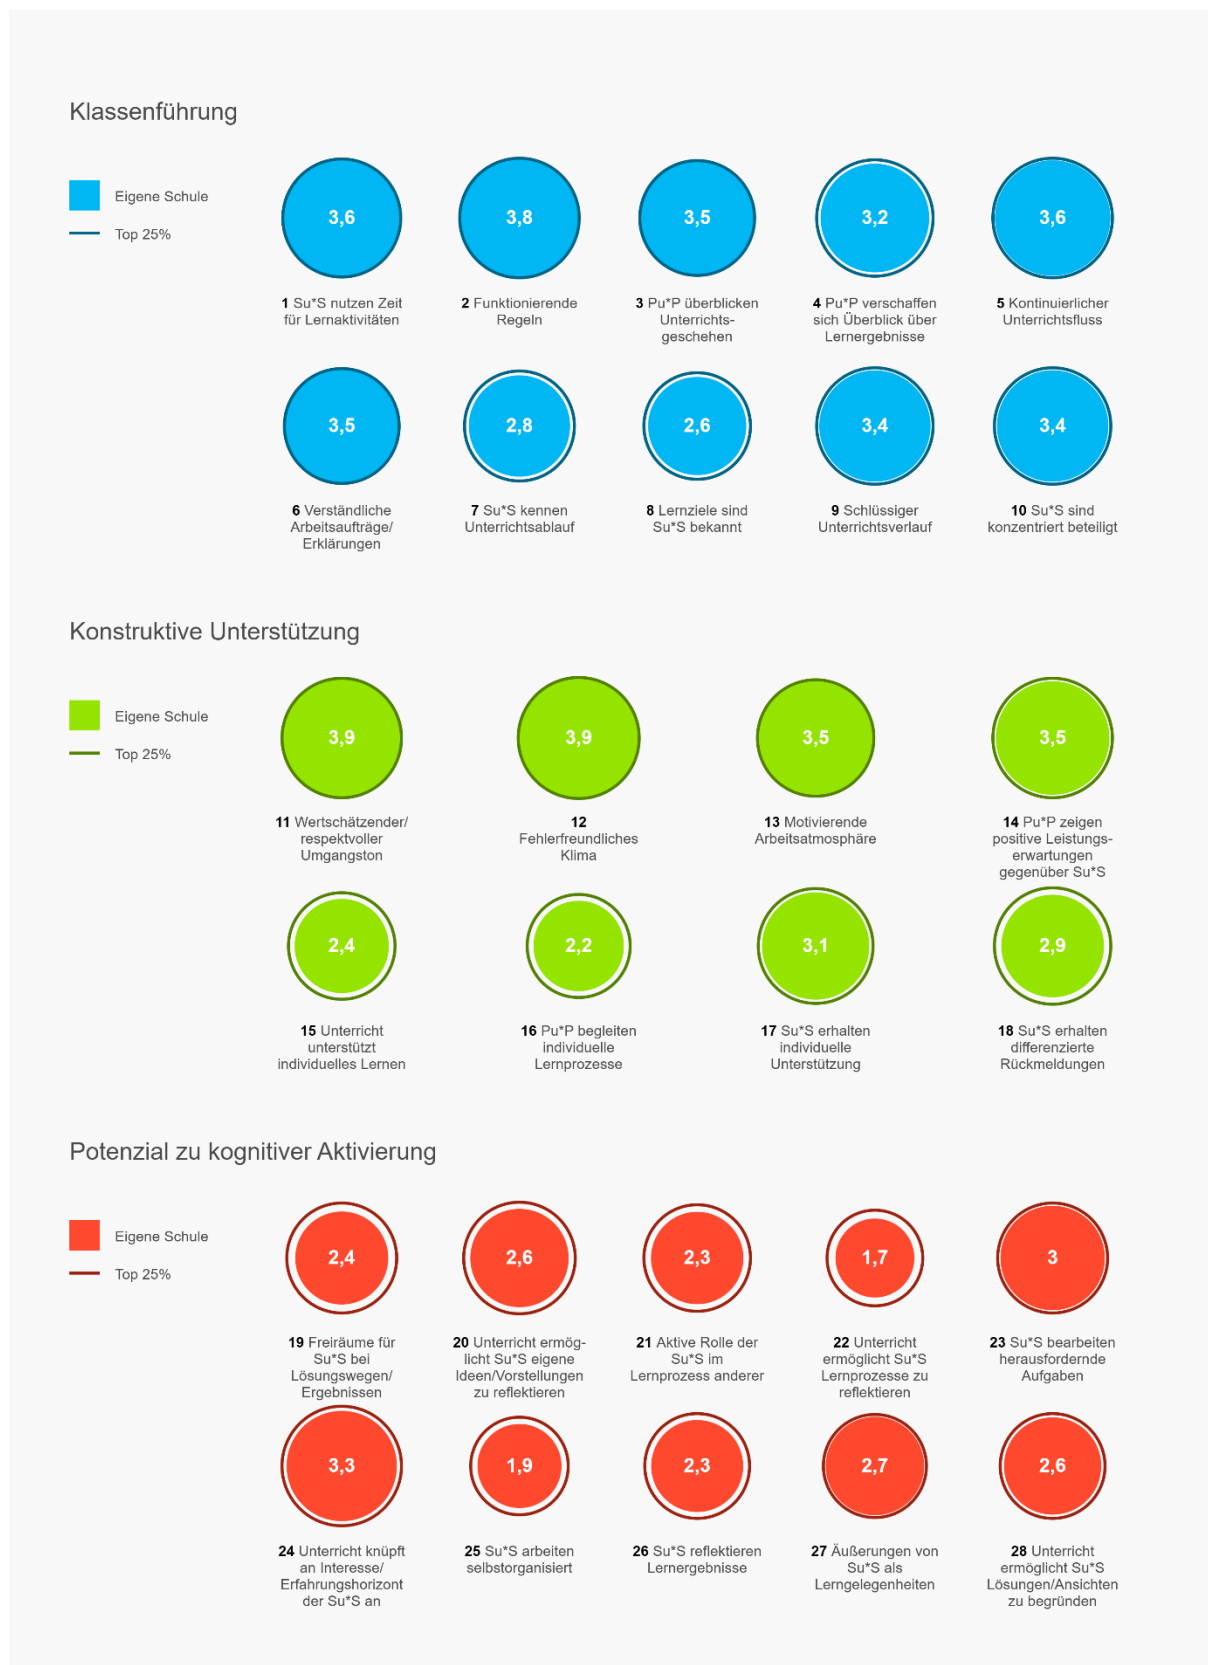 Klassenführung
Eigene Schule
Top 25%
3,6
3,8
3,5
3,2
3,6
1 Su*S nutzen Zeit
für Lernaktivitäten
2 Funktionierende
Regeln
3 Pu*P überblicken
Unterrichts-
geschehen
4 Pu*P verschaffen
sich Überblick über
Lernergebnisse
5 Kontinuierlicher
Unterrichtsfluss
3,5
2,8
2,6
3,4
3,4
6 Verständliche
Arbeitsaufträge/
Erklärungen
7 Su*S kennen
Unterrichtsablauf
8 Lernziele sind
Su*S bekannt
9 Schlüssiger
Unterrichtsverlauf
10 Su*S sind
konzentriert beteiligt
Konstruktive Unterstützung
Eigene Schule
Top 25%
3,9
3,9
3,5
3,5
11 Wertschätzender/
respektvoller
Umgangston
12
Fehlerfreundliches
Klima
13 Motivierende
Arbeitsatmosphäre
14 Pu*P zeigen
positive Leistungs-
erwartungen
gegenüber Su*S
2,4
2,2
3,1
2,9
15 Unterricht
unterstützt
individuelles Lernen
16 Pu*P begleiten
individuelle
Lernprozesse
17 Su*S erhalten
individuelle
Unterstützung
18 Su*S erhalten
differenzierte
Rückmeldungen
Potenzial zu kognitiver Aktivierung
Eigene Schule
Top 25%
2,4
2,6
2,3
1,7
3
19 Freiräume für
Su*S bei
Lösungswegen/
Ergebnissen
20 Unterricht ermög-
licht Su*S eigene
Ideen/Vorstellungen
zu reflektieren
21 Aktive Rolle der
Su*S im
Lernprozess anderer
22 Unterricht
ermöglicht Su*S
Lernprozesse zu
reflektieren
23 Su*S bearbeiten
herausfordernde
Aufgaben
3,3
1,9
2,3
2,7
2,6
24 Unterricht knüpft
an Interesse/
Erfahrungshorizont
der Su*S an
25 Su*S arbeiten
selbstorganisiert
26 Su*S reflektieren
Lernergebnisse
27 Äußerungen von
Su*S als
Lerngelegenheiten
28 Unterricht
ermöglicht Su*S
Lösungen/Ansichten
zu begründen